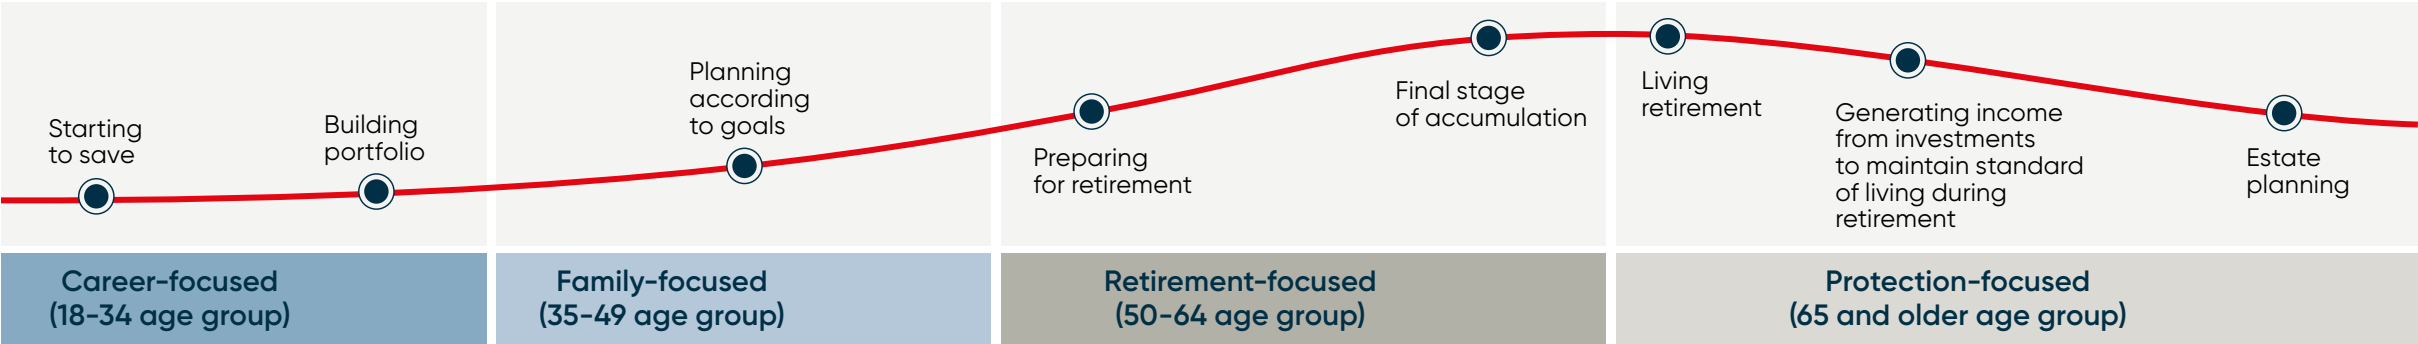 Starting
to save
Building
portfolio
Planning
according
to goals
Preparing
for retirement
Final stage
of accumulation
Living
retirement
Generating income
from investments
to maintain standard
of living during
retirement
Estate
planning
Career-focused
(18-34 age group)
Family-focused
(35-49 age group)
Retirement-focused
(50-64 age group)
Protection-focused
(65 and older age group)